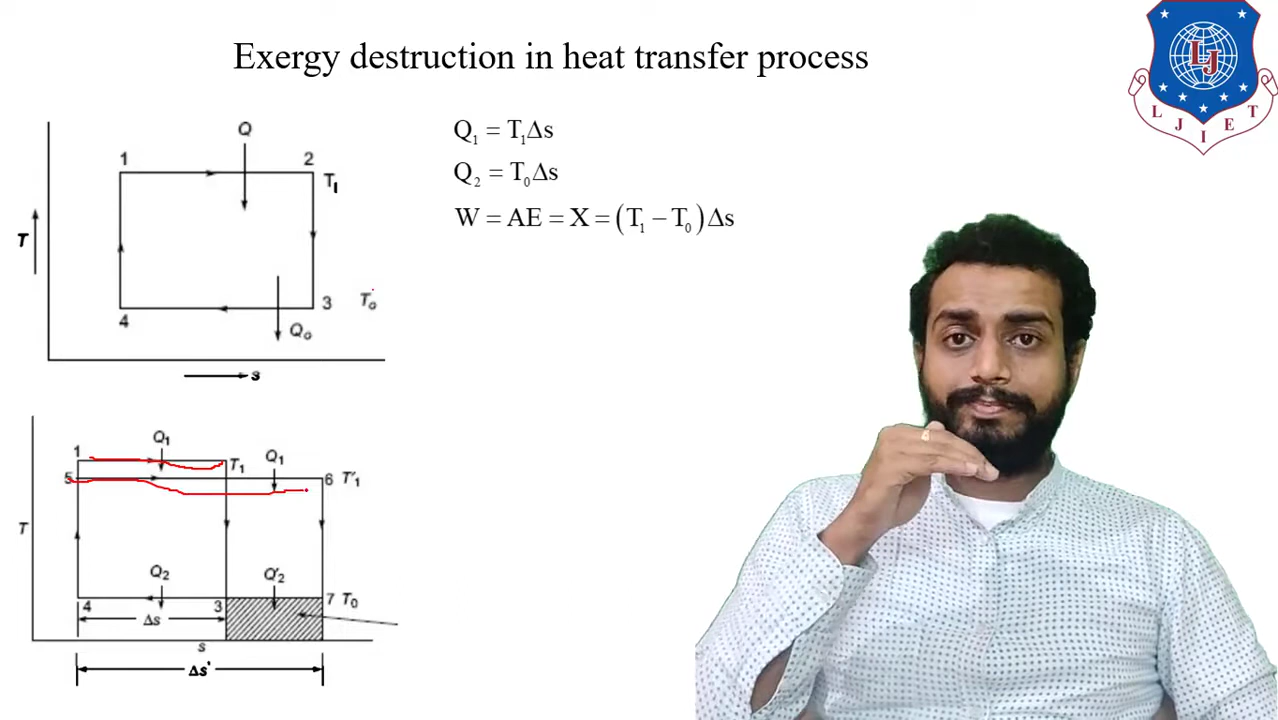 Exergy destruction in heat transfer process
LJ
L J I E T
Q₁ = T₁Δs
Q₂ = T₀Δs
W = AE = X = (T₁ − T₀) Δs
Q
1
2
T₁
T
3
T₀
4
Q₀
s
Q₁
1
T₁
Q₁
5
6 T'₁
T
Q₂
Q'₂
4
3
7 T₀
Δs
s
Δs'